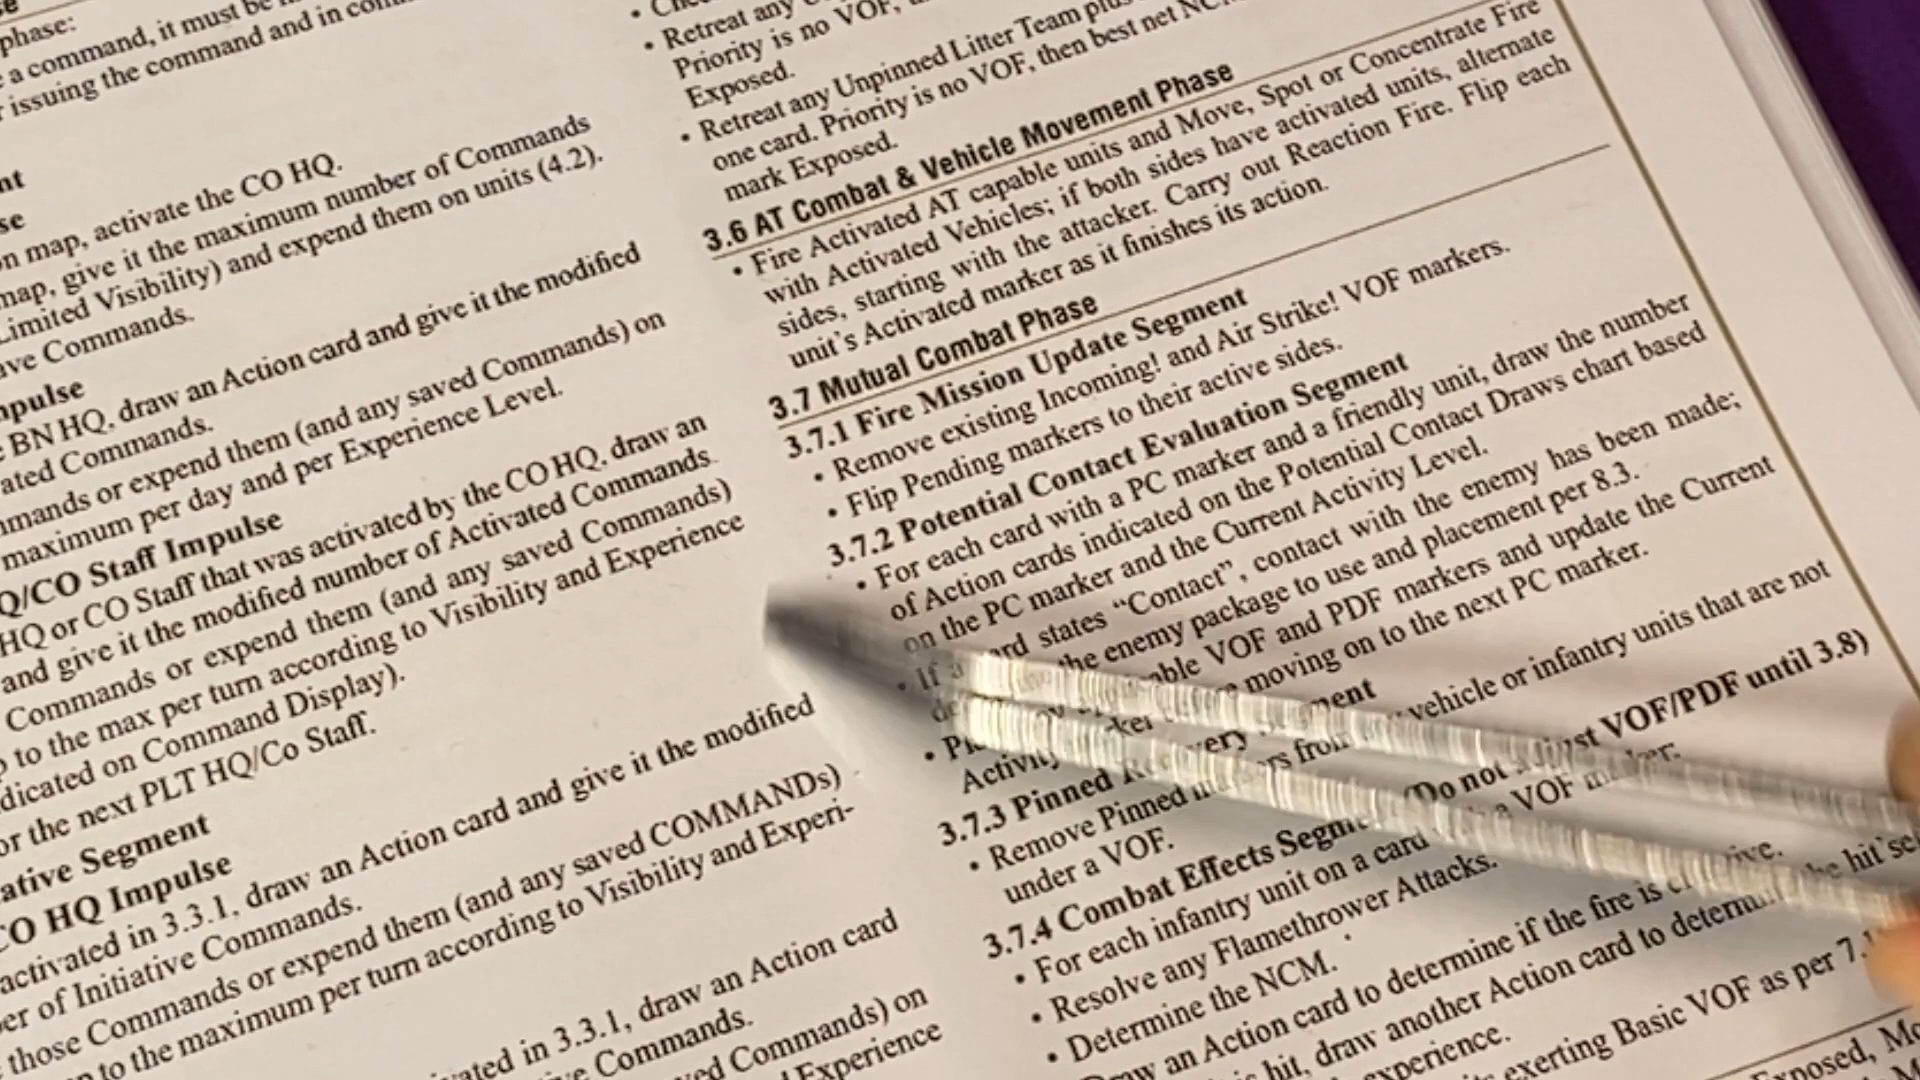 phase:
a command, it must be
issuing the command and in
map, activate the CO HQ.
map, give it the maximum number of Commands
Limited Visibility) and expend them on units (4.2).
Commands.
BN HQ, draw an Action card and give it the modified
Commands.
or expend them (and any saved Commands) on
maximum per day and per Experience Level.
Q/CO Staff Impulse
HQ or CO Staff that was activated by the CO HQ, draw an
and give it the modified number of Activated Commands.
Commands or expend them (and any saved Commands)
to the max per turn according to Visibility and Experience
on Command Display).
the next PLT HQ/Co Staff.
Segment
CO HQ Impulse
activated in 3.3.1, draw an Action card and give it the modified
of Initiative Commands.
those Commands or expend them (and any saved COMMANDs)
to the maximum per turn according to Visibility and Experi-
in 3.3.1, draw an Action card
Commands.
Commands) on
Experience
• Retreat any
Priority is no VOF,
Exposed.
• Retreat any Unpinned Litter Team
one card. Priority is no VOF, then best net
mark Exposed.
3.6 AT Combat & Vehicle Movement Phase
• Fire Activated AT capable units and Move, Spot or Concentrate Fire
with Activated Vehicles; if both sides have activated units, alternate
sides, starting with the attacker. Carry out Reaction Fire. Flip each
unit's Activated marker as it finishes its action.
3.7 Mutual Combat Phase
3.7.1 Fire Mission Update Segment
• Remove existing Incoming! and Air Strike! VOF markers.
• Flip Pending markers to their active sides.
3.7.2 Potential Contact Evaluation Segment
• For each card with a PC marker and a friendly unit, draw the number
of Action cards indicated on the Potential Contact Draws chart based
on the PC marker and the Current Activity Level.
• If a card states “Contact”, contact with the enemy has been made;
the enemy package to use and placement per 8.3.
VOF and PDF markers and update the Current
Activity moving on to the next PC marker.
3.7.3 Pinned
• Remove Pinned vehicle or infantry units that are not
under a VOF.
3.7.4 Combat Effects (Do not VOF/PDF until 3.8)
• For each infantry unit on a card a VOF
• Resolve any Flamethrower Attacks.
• Determine the NCM.
an Action card to determine if the fire is
hit, draw another Action card to the hit's
experience.
exerting Basic VOF as per
Exposed,